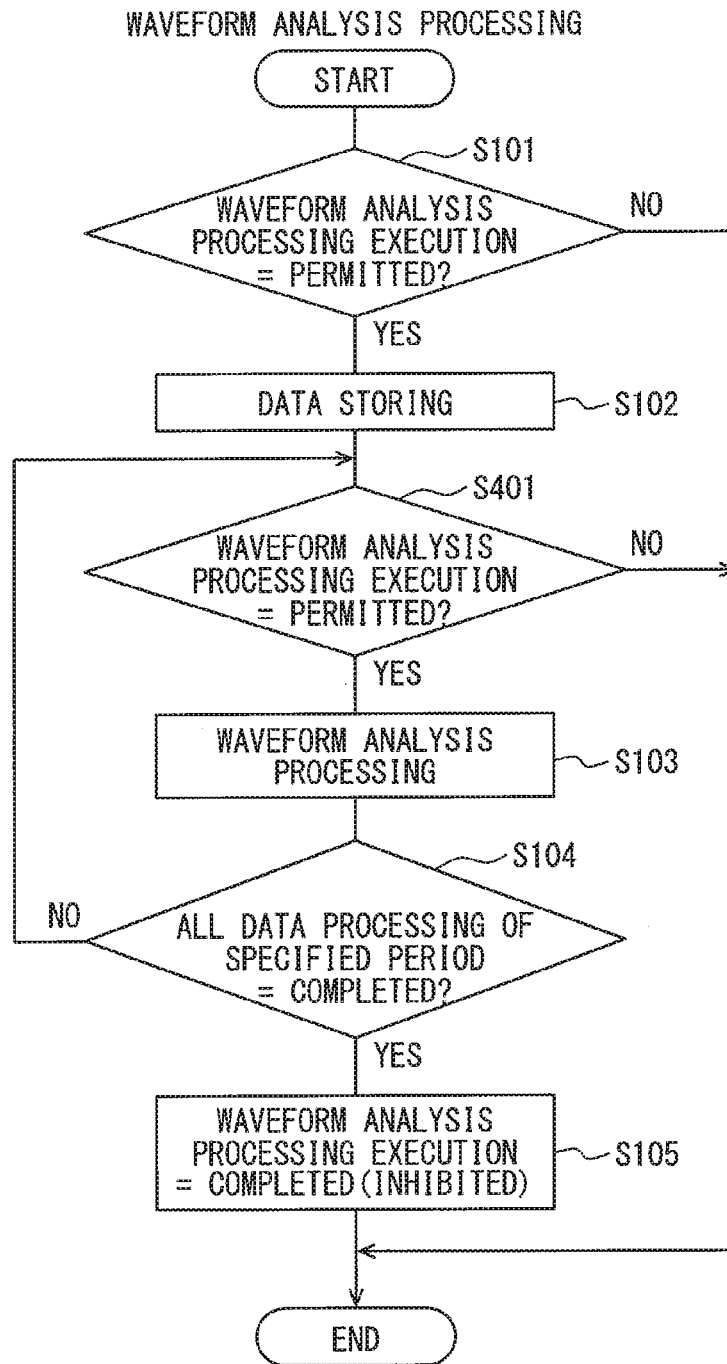 WAVEFORM ANALYSIS PROCESSING
START
S101
WAVEFORM ANALYSIS
PROCESSING EXECUTION
= PERMITTED?
NO
YES
DATA STORING
S102
S401
WAVEFORM ANALYSIS
PROCESSING EXECUTION
= PERMITTED?
NO
YES
WAVEFORM ANALYSIS
PROCESSING
S103
S104
NO
ALL DATA PROCESSING OF
SPECIFIED PERIOD
= COMPLETED?
YES
WAVEFORM ANALYSIS
PROCESSING EXECUTION
= COMPLETED(INHIBITED)
S105
END